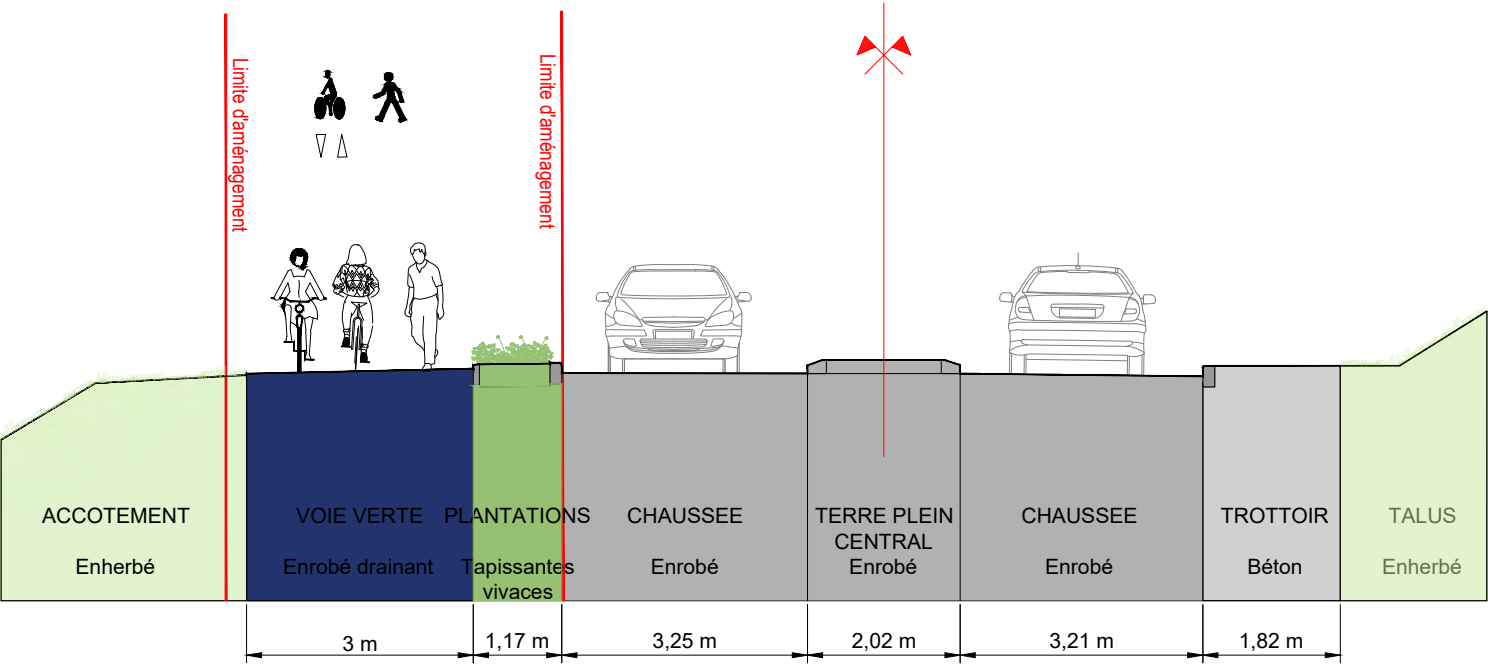 Limite d'aménagement
Limite d'aménagement
ACCOTEMENT
Enherbé
VOIE VERTE
Enrobé drainant
PLANTATIONS
Tapissantes
vivaces
CHAUSSEE
Enrobé
TERRE PLEIN
CENTRAL
Enrobé
CHAUSSEE
Enrobé
TROTTOIR
Béton
TALUS
Enherbé
3 m
1,17 m
3,25 m
2,02 m
3,21 m
1,82 m